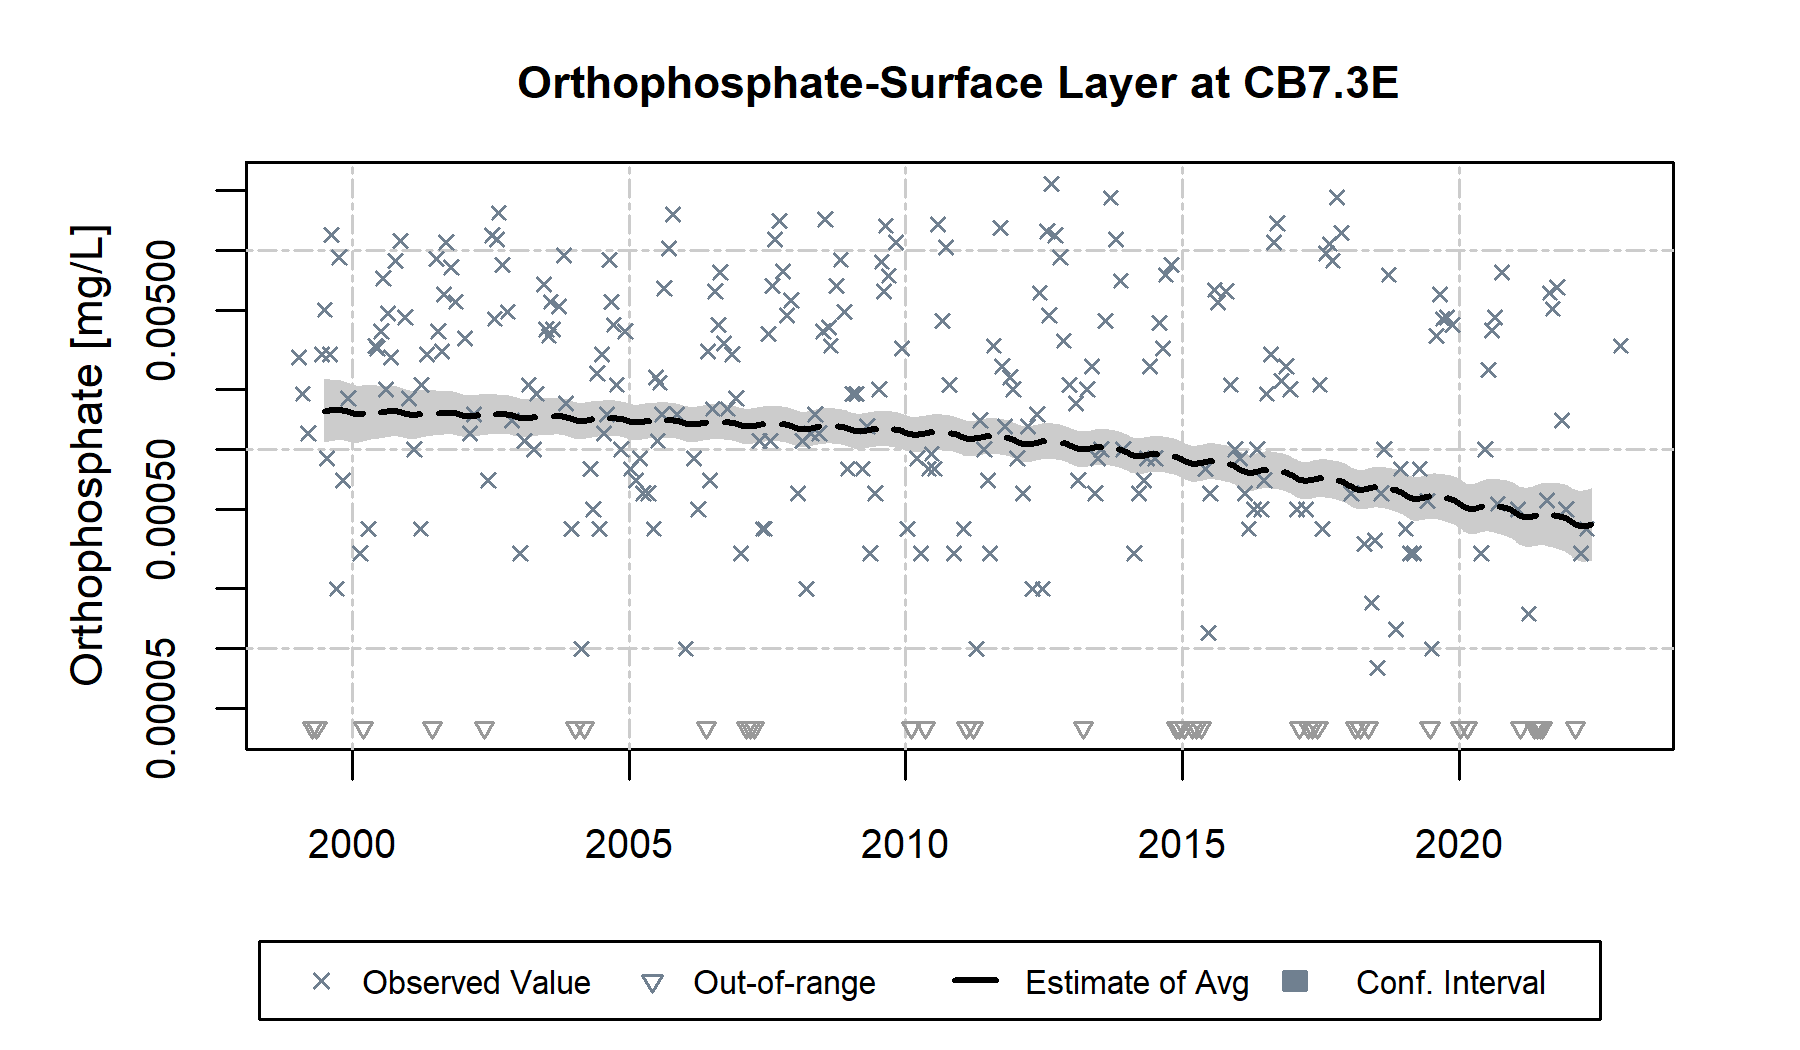 Orthophosphate-Surface Layer at CB7.3E
Orthophosphate [mg/L]
0.00500
0.00050
0.00005
2000 2005 2010 2015 2020
Observed Value Out-of-range Estimate of Avg Conf. Interval